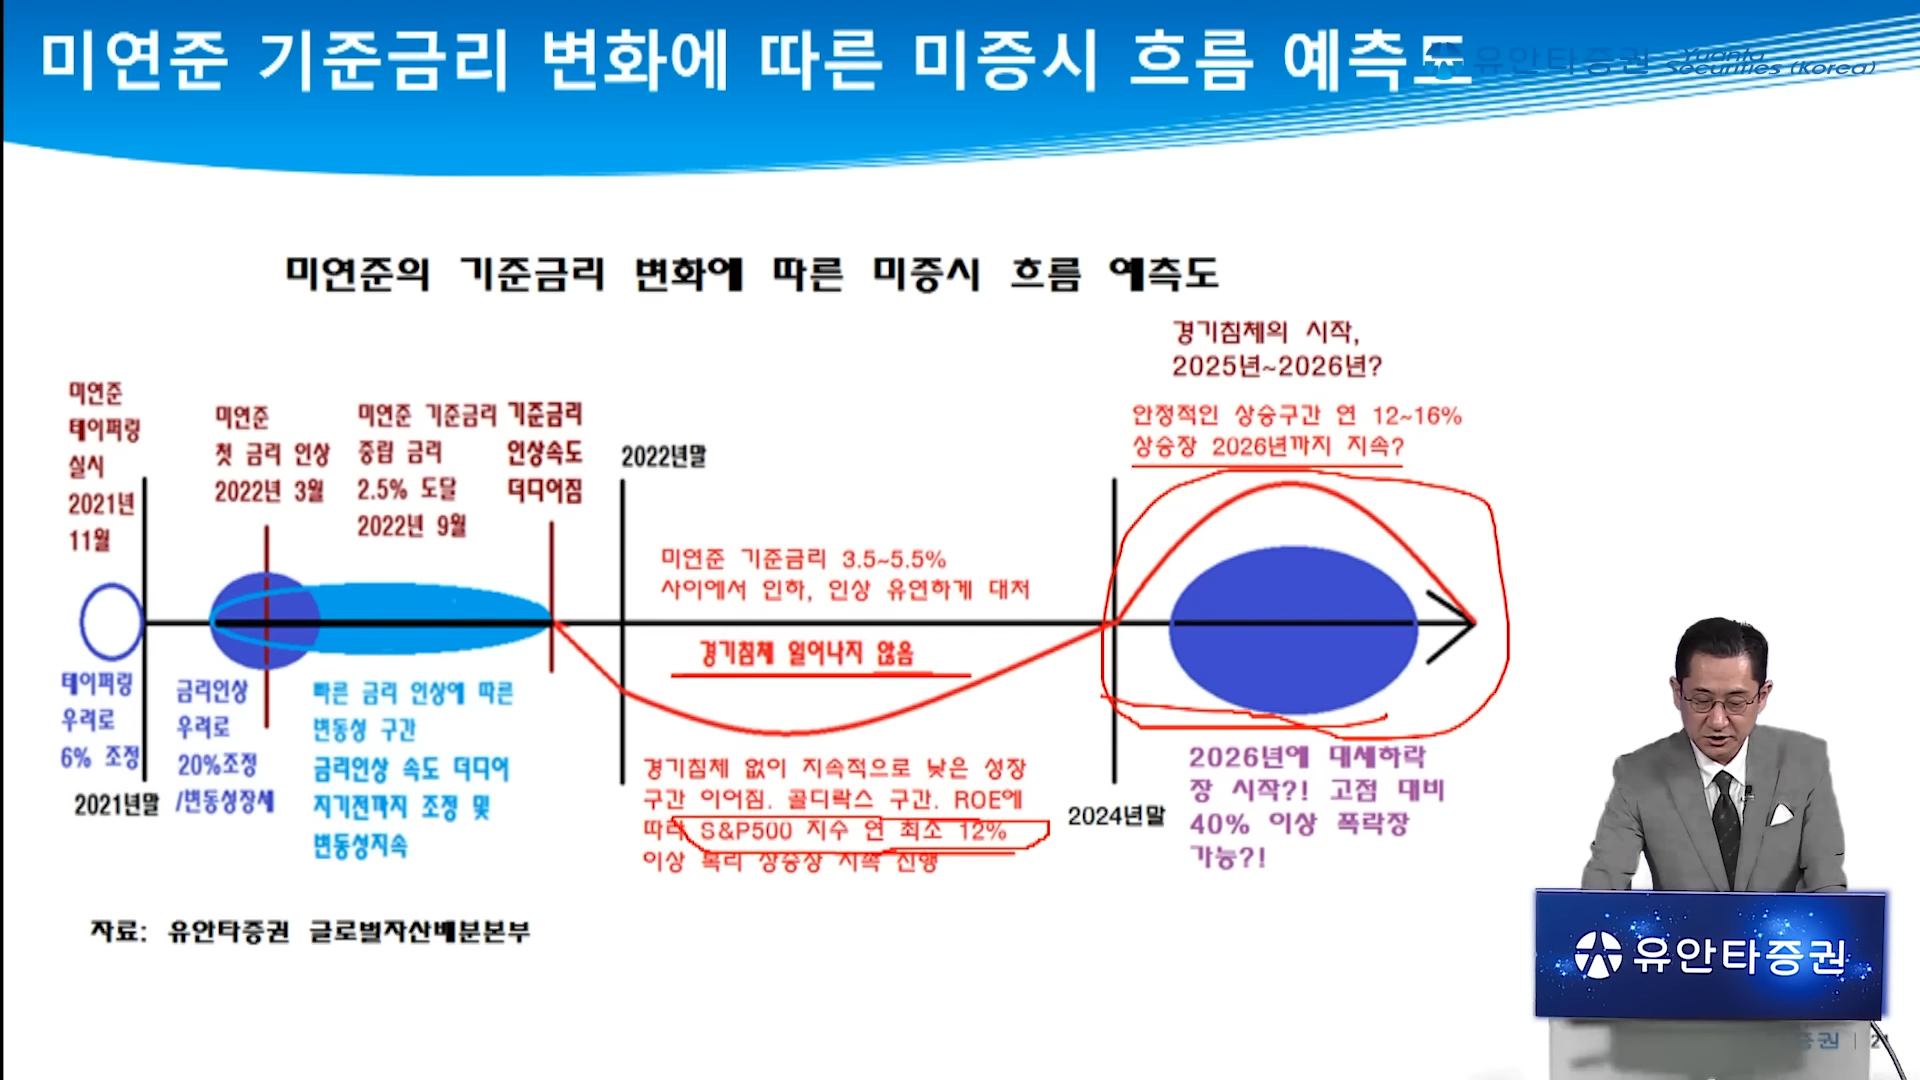 미연준 기준금리 변화에 따른 미증시 흐름 예측도
유안타증권
Yuanta
Securities (Korea)
미연준의 기준금리 변화에 따른 미증시 흐름 예측도
경기침체의 시작,
2025년~2026년?
안정적인 상승구간 연 12~16%
상승장 2026년까지 지속?
미연준
테이퍼링
실시
2021년
11월
미연준
첫 금리 인상
2022년 3월
미연준 기준금리
중립 금리
2.5% 도달
2022년 9월
기준금리
인상속도
더디어짐
2022년말
미연준 기준금리 3.5~5.5%
사이에서 인하, 인상 유연하게 대처
경기침체 일어나지 않음
테이퍼링
우려로
6% 조정
2021년말
금리인상
우려로
20%조정
/변동성장세
빠른 금리 인상에 따른
변동성 구간
금리인상 속도 더디어
지기전까지 조정 및
변동성지속
경기침체 없이 지속적으로 낮은 성장
구간 이어짐. 골디락스 구간. ROE에
따라 S&P500 지수 연 최소 12%
이상 복리 상승장 지속 진행
2024년말
2026년에 대세하락
장 시작?! 고점 대비
40% 이상 폭락장
가능?!
자료: 유안타증권 글로벌자산배분본부
유안타증권
증권